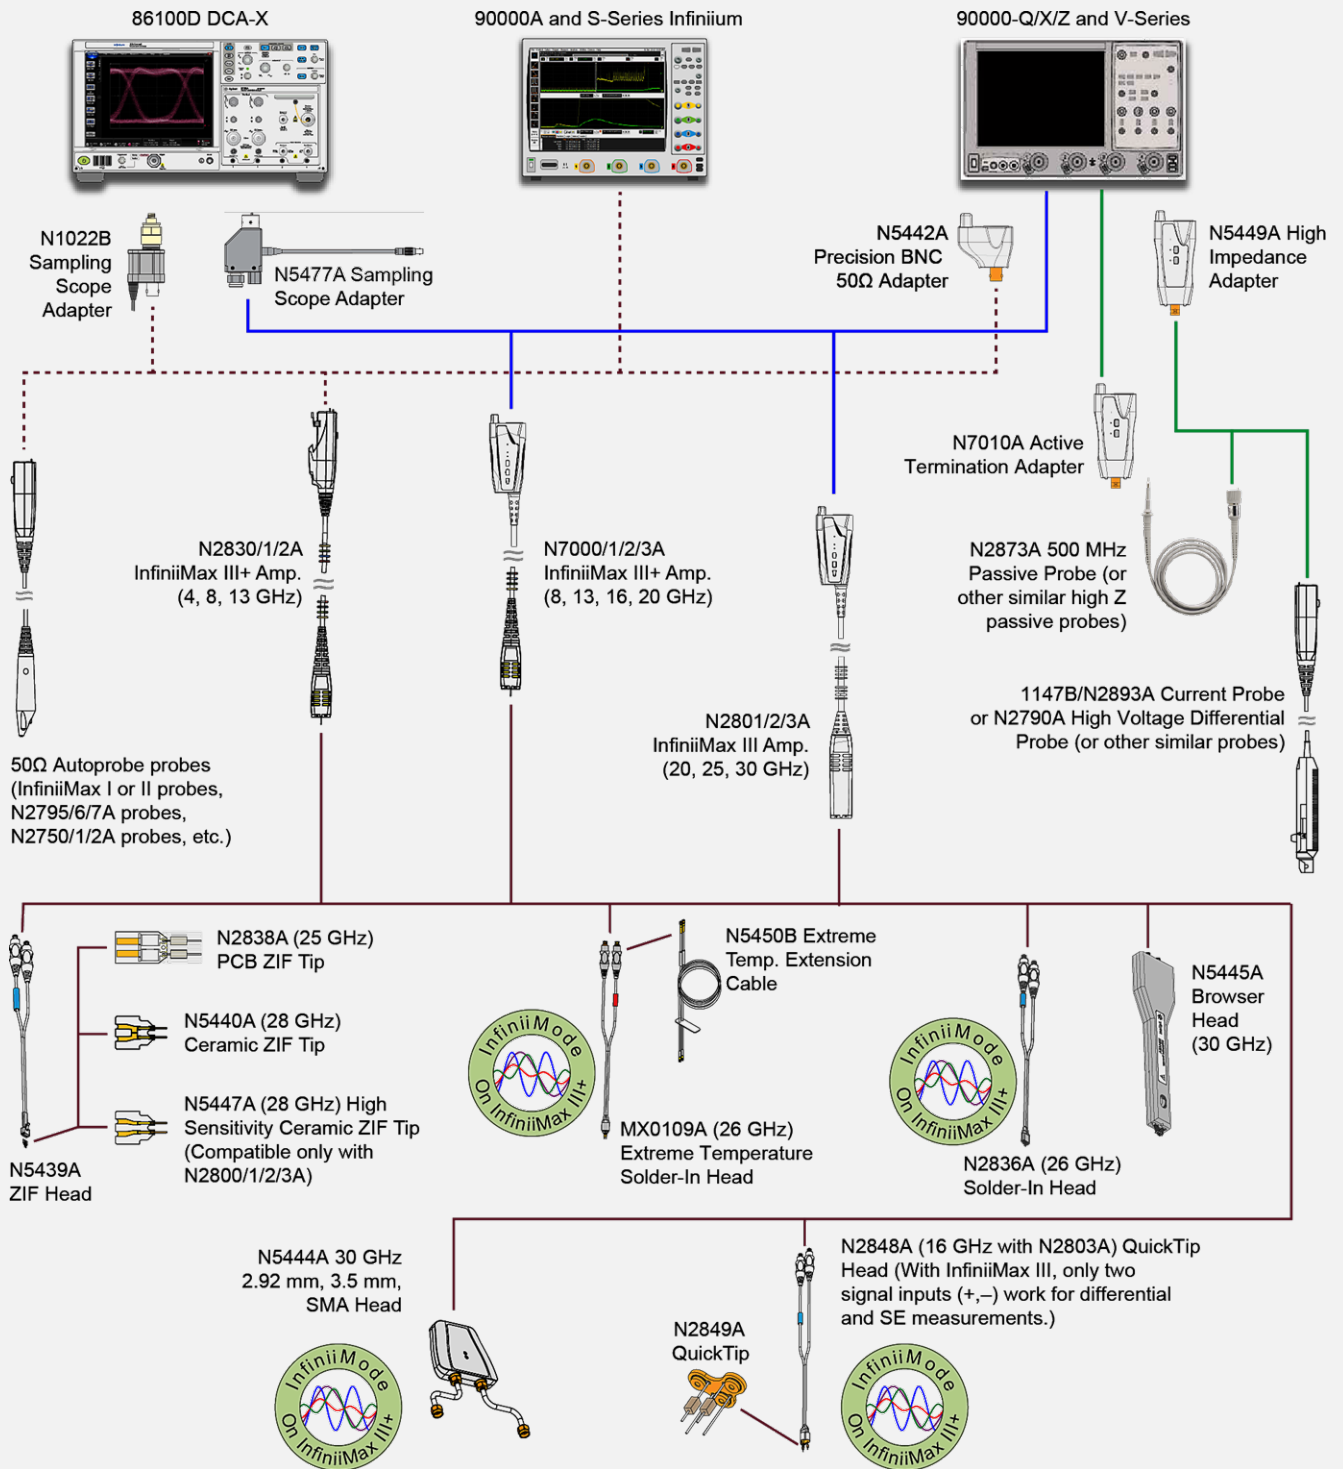 86100D DCA-X
90000A and S-Series Infiniium
90000-Q/X/Z and V-Series
N1022B
Sampling
Scope
Adapter
N5477A Sampling
Scope Adapter
N5442A
Precision BNC
50Ω Adapter
N5449A High
Impedance
Adapter
N7010A Active
Termination Adapter
N2830/1/2A
InfiniiMax III+ Amp.
(4, 8, 13 GHz)
N7000/1/2/3A
InfiniiMax III+ Amp.
(8, 13, 16, 20 GHz)
N2873A 500 MHz
Passive Probe (or
other similar high Z
passive probes)
N2801/2/3A
InfiniiMax III Amp.
(20, 25, 30 GHz)
1147B/N2893A Current Probe
or N2790A High Voltage Differential
Probe (or other similar probes)
50Ω Autoprobe probes
(InfiniiMax I or II probes,
N2795/6/7A probes,
N2750/1/2A probes, etc.)
N2838A (25 GHz)
PCB ZIF Tip
N5440A (28 GHz)
Ceramic ZIF Tip
N5447A (28 GHz) High
Sensitivity Ceramic ZIF Tip
(Compatible only with
N2800/1/2/3A)
N5439A
ZIF Head
N5450B Extreme
Temp. Extension
Cable
InfiniiMode
On InfiniiMax III+
MX0109A (26 GHz)
Extreme Temperature
Solder-In Head
InfiniiMode
On InfiniiMax III+
N2836A (26 GHz)
Solder-In Head
N5445A
Browser
Head
(30 GHz)
N5444A 30 GHz
2.92 mm, 3.5 mm,
SMA Head
InfiniiMode
On InfiniiMax III+
N2849A
QuickTip
N2848A (16 GHz with N2803A) QuickTip
Head (With InfiniiMax III, only two
signal inputs (+,–) work for differential
and SE measurements.)
InfiniiMode
On InfiniiMax III+